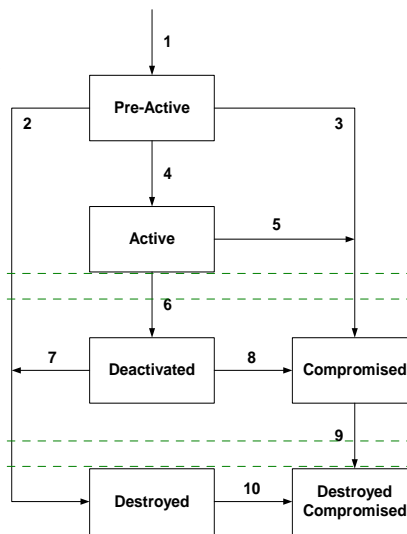 1
Pre-Active
2
3
4
Active
5
6
Deactivated
7
8
Compromised
9
Destroyed
10
Destroyed
Compromised